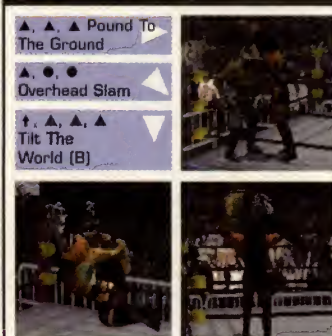 ▲, ▲, ▲ Pound To
The Ground
▲, ●, ●
Overhead Slam
↑, ▲, ▲, ▲
Tilt The
World (B)